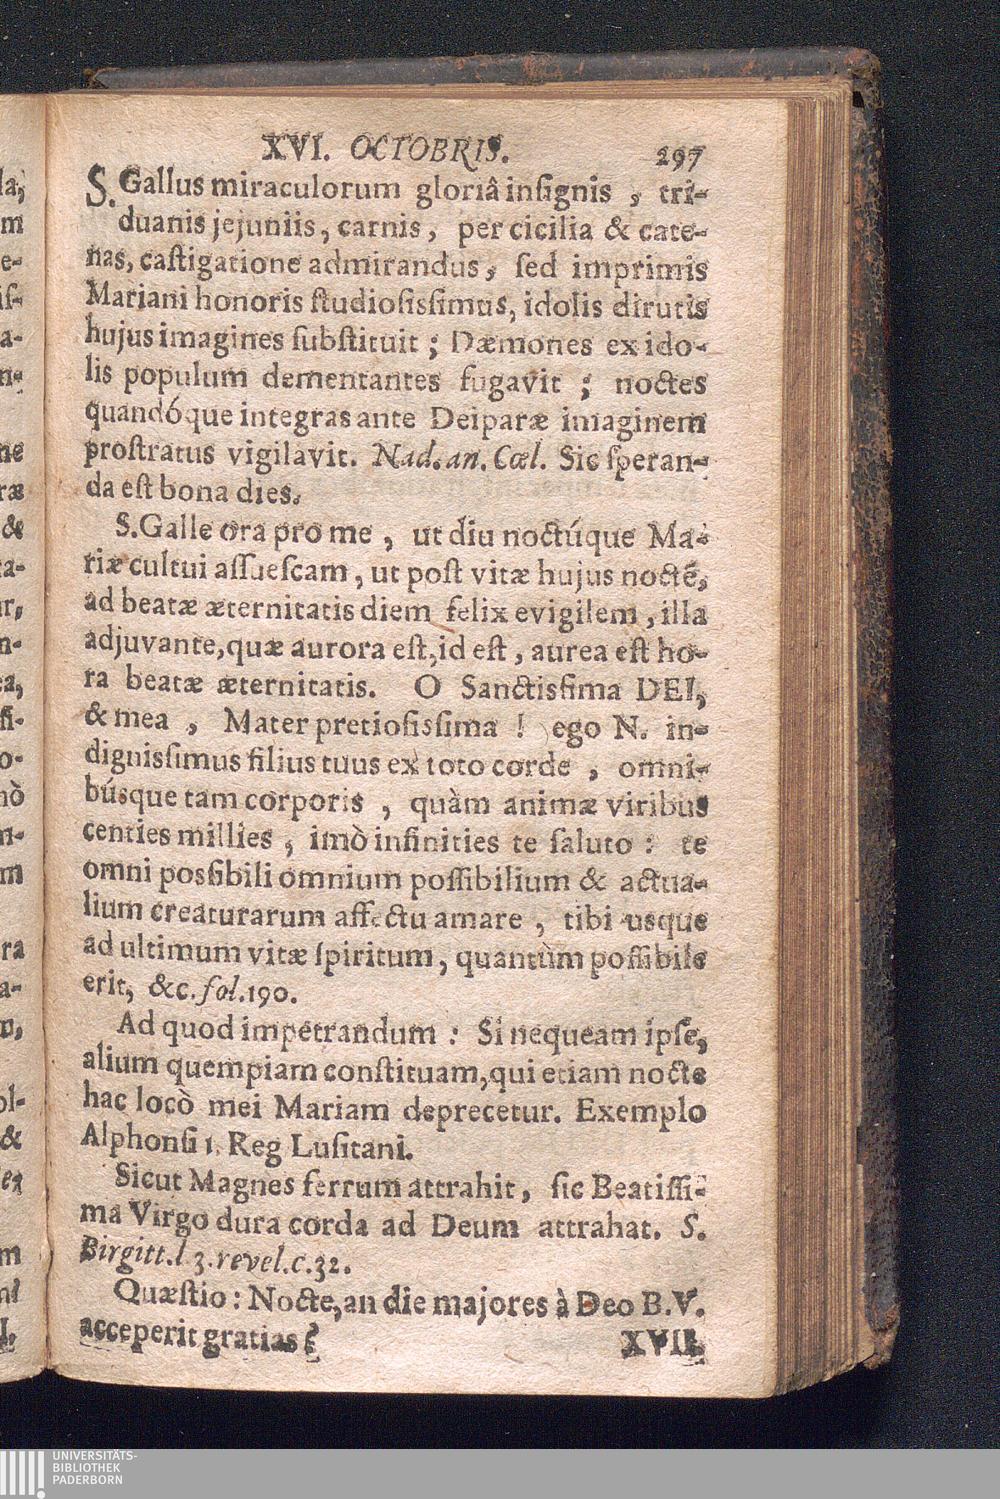 XVI. OCTOBRIS. 297
S. Gallus miraculorum gloriâ inſignis, tri-
duanis jejuniis, carnis, per cicilia & cate-
nas, caſtigatione admirandus, ſed imprimis
Mariani honoris ſtudioſisſimus, idolis dirutis
hujus imagines ſubſtituit; Dæmones ex ido-
lis populum dementantes fugavit; noctes
quandóque integras ante Deiparæ imaginem
proſtratus vigilavit. Nad. an. Cœl. Sic ſperan-
da eſt bona dies.
S. Galle ora pro me, ut diu noctúque Ma-
riæ cultui aſſueſcam, ut poſt vitæ hujus nocté,
ad beatæ æternitatis diem felix evigilem, illa
adjuvante, quæ aurora eſt, id eſt, aurea eſt ho-
ra beatæ æternitatis. O Sanctisſima DEI,
& mea, Mater pretioſisſima! ego N. in-
digniſſimus filius tuus ex toto corde, omni-
búsque tam corporis, quàm animæ viribus
centies millies, imò infinities te ſaluto: te
omni posſibili omnium poſſibilium & actua-
lium creaturarum affectu amare, tibi usque
ad ultimum vitæ ſpiritum, quantùm poſſibile
erit, &c. fol. 190.
Ad quod impetrandum: Si nequeam ipſe,
alium quempiam conſtituam, qui etiam nocte
hac locò mei Mariam deprecetur. Exemplo
Alphonſi 1. Reg Luſitani.
Sicut Magnes ferrum attrahit, ſic Beatiſſi-
ma Virgo dura corda ad Deum attrahat. S.
Birgitt. l 3. revel. c. 32.
Quæſtio: Nocte, an die majores à Deo B.V.
acceperit gratias?
XVII.
UNIVERSITÄTS-
BIBLIOTHEK
PADERBORN